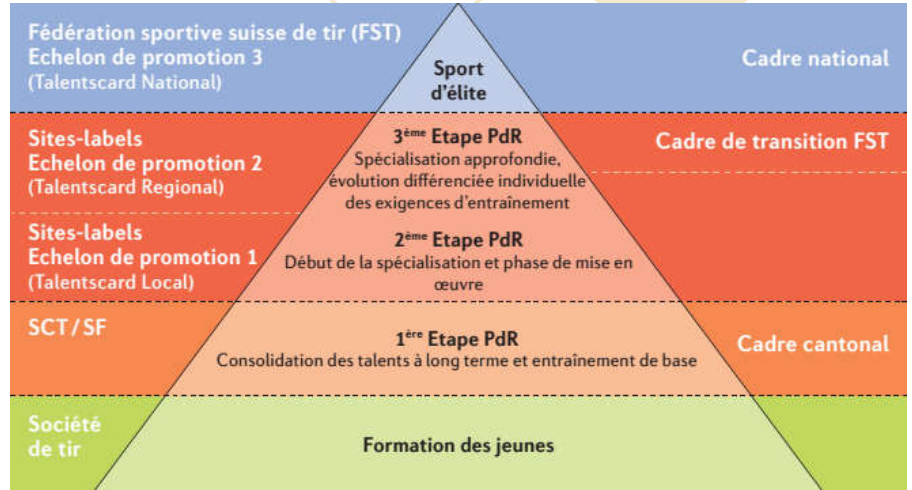 Fédération sportive suisse de tir (FST)
Echelon de promotion 3
(Talentscard National)
Sport
d'élite
Cadre national
Sites-labels
Echelon de promotion 2
(Talentscard Regional)
3ème Etape PdR
Spécialisation approfondie,
évolution différenciée individuelle
des exigences d'entraînement
Cadre de transition FST
Sites-labels
Echelon de promotion 1
(Talentscard Local)
2ème Etape PdR
Début de la spécialisation et phase de mise en
œuvre
SCT/SF
1ère Etape PdR
Consolidation des talents à long terme et entraînement de base
Cadre cantonal
Société
de tir
Formation des jeunes